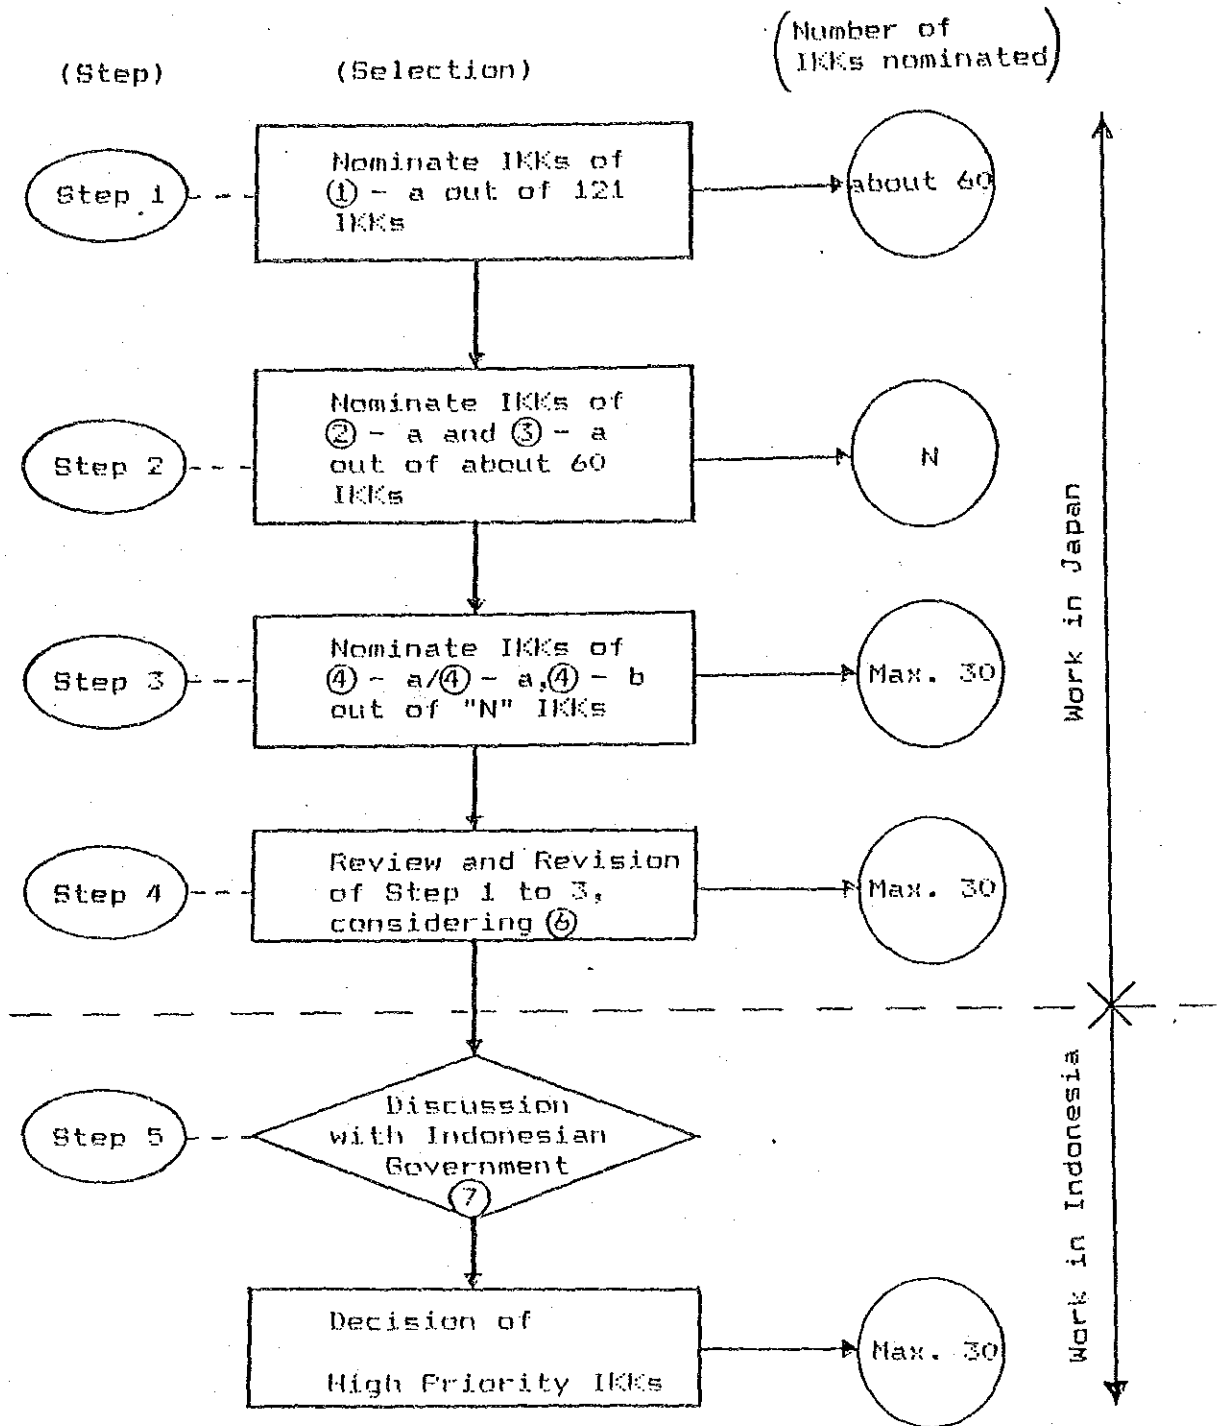 (Step)
(Selection)
(Number of
IKKs nominated)
Step 1
Nominate IKKs of
① - a out of 121
IKKs
about 60
Step 2
Nominate IKKs of
② - a and ③ - a
out of about 60
IKKs
N
Step 3
Nominate IKKs of
④ - a/④ - a,④ - b
out of "N" IKKs
Max. 30
Step 4
Review and Revision
of Step 1 to 3,
considering ⑥
Max. 30
Work in Japan
Step 5
Discussion
with Indonesian
Government
⑦
Decision of
High Priority IKKs
Max. 30
Work in Indonesia